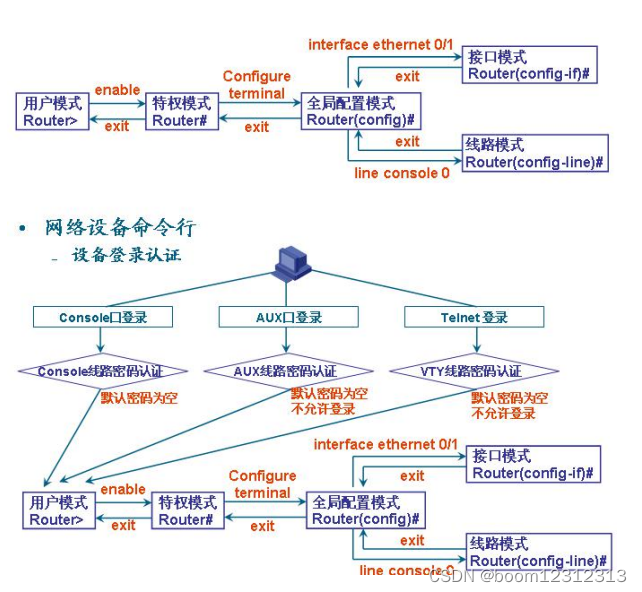 interface ethernet 0/1
接口模式
Router(config-if)#
exit
Configure
terminal
enable
用户模式
Router>
特权模式
Router#
全局配置模式
Router(config)#
exit
exit
exit
线路模式
Router(config-line)#
line console 0
• 网络设备命令行
– 设备登录认证
Console口登录
AUX口登录
Telnet 登录
Console线路密码认证
AUX线路密码认证
VTY线路密码认证
默认密码为空
默认密码为空
不允许登录
默认密码为空
不允许登录
interface ethernet 0/1
接口模式
Router(config-if)#
exit
Configure
terminal
enable
用户模式
Router>
特权模式
Router#
全局配置模式
Router(config)#
exit
exit
exit
线路模式
Router(config-line)#
line console 0
CSDN @boom12312313